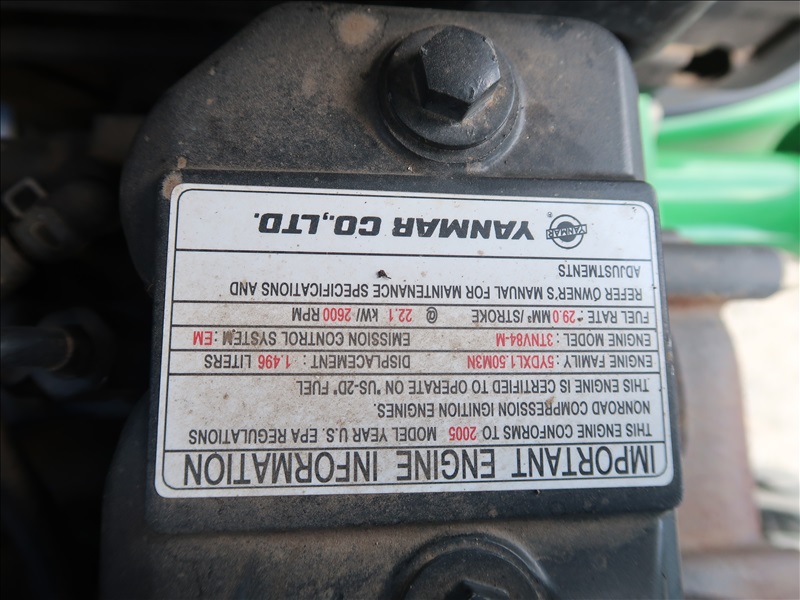 IMPORTANT ENGINE INFORMATION
THIS ENGINE CONFORMS TO 2005 MODEL YEAR U.S. EPA REGULATIONS
NONROAD COMPRESSION IGNITION ENGINES.
THIS ENGINE IS CERTIFIED TO OPERATE ON "US-2D" FUEL
ENGINE FAMILY : 5YDXL1.50M3N DISPLACEMENT : 1.496 LITERS
ENGINE MODEL : 3TNV84-M EMISSION CONTROL SYSTEM : EM
FUEL RATE : 29.0 MM³/STROKE @ 22.1 kW/ 2600 RPM
REFER OWNER'S MANUAL FOR MAINTENANCE SPECIFICATIONS AND
ADJUSTMENTS
YANMAR ® YANMAR CO.,LTD.